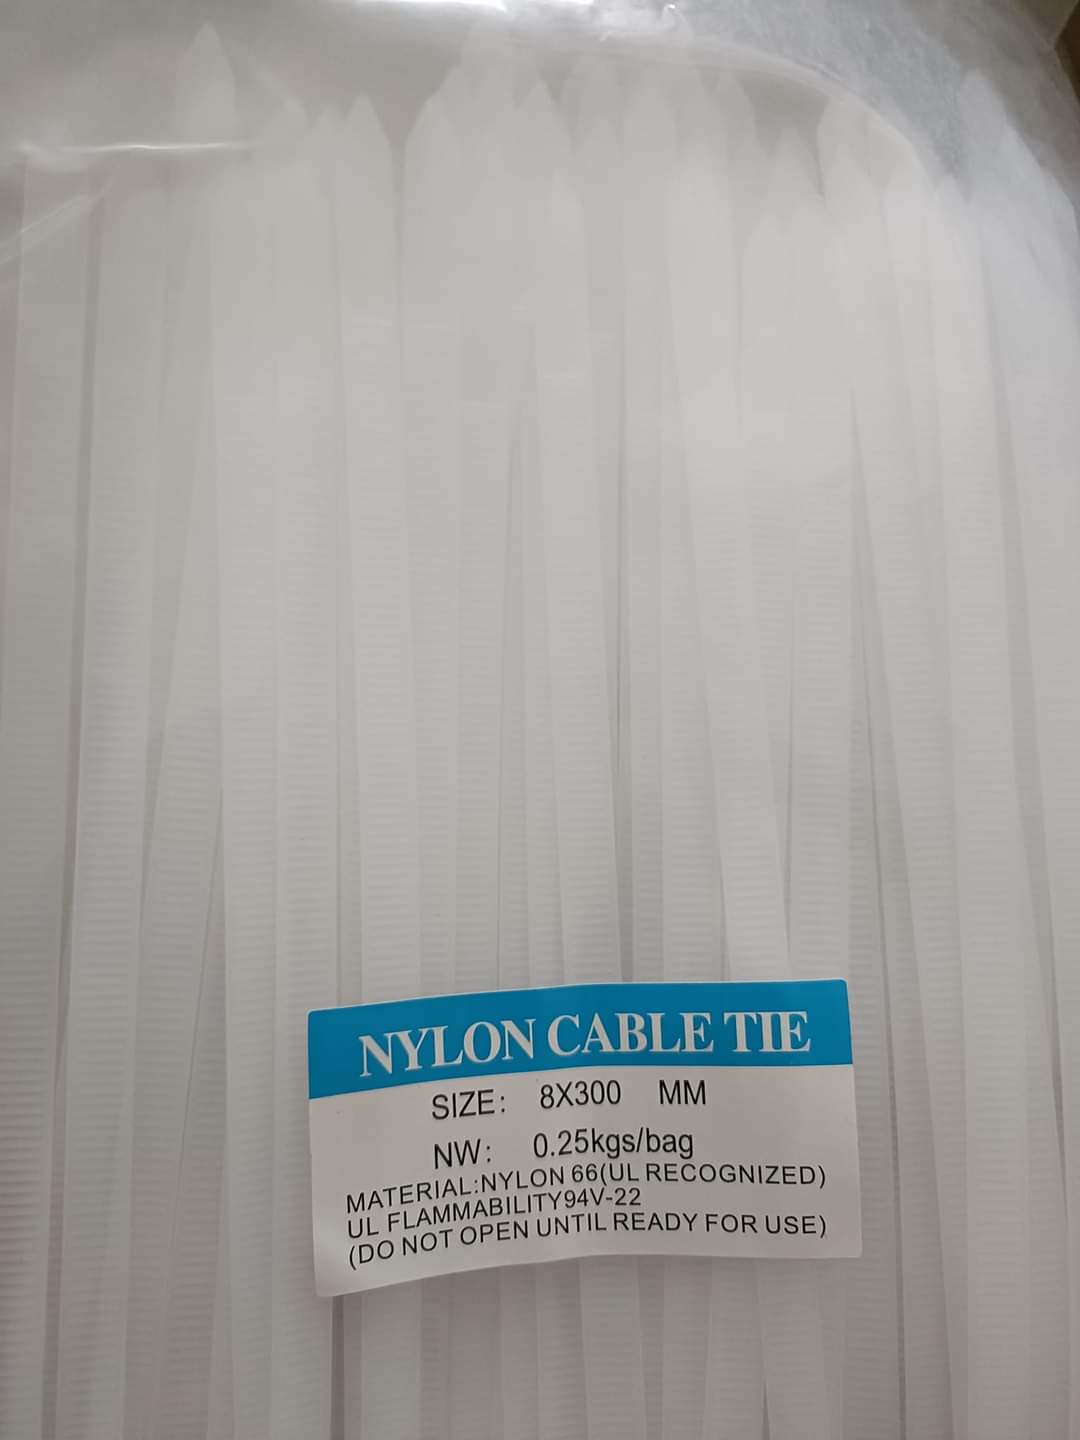 NYLON CABLE TIE
SIZE: 8X300 MM
NW: 0.25kgs/bag
MATERIAL:NYLON 66(UL RECOGNIZED)
UL FLAMMABILITY94V-22
(DO NOT OPEN UNTIL READY FOR USE)